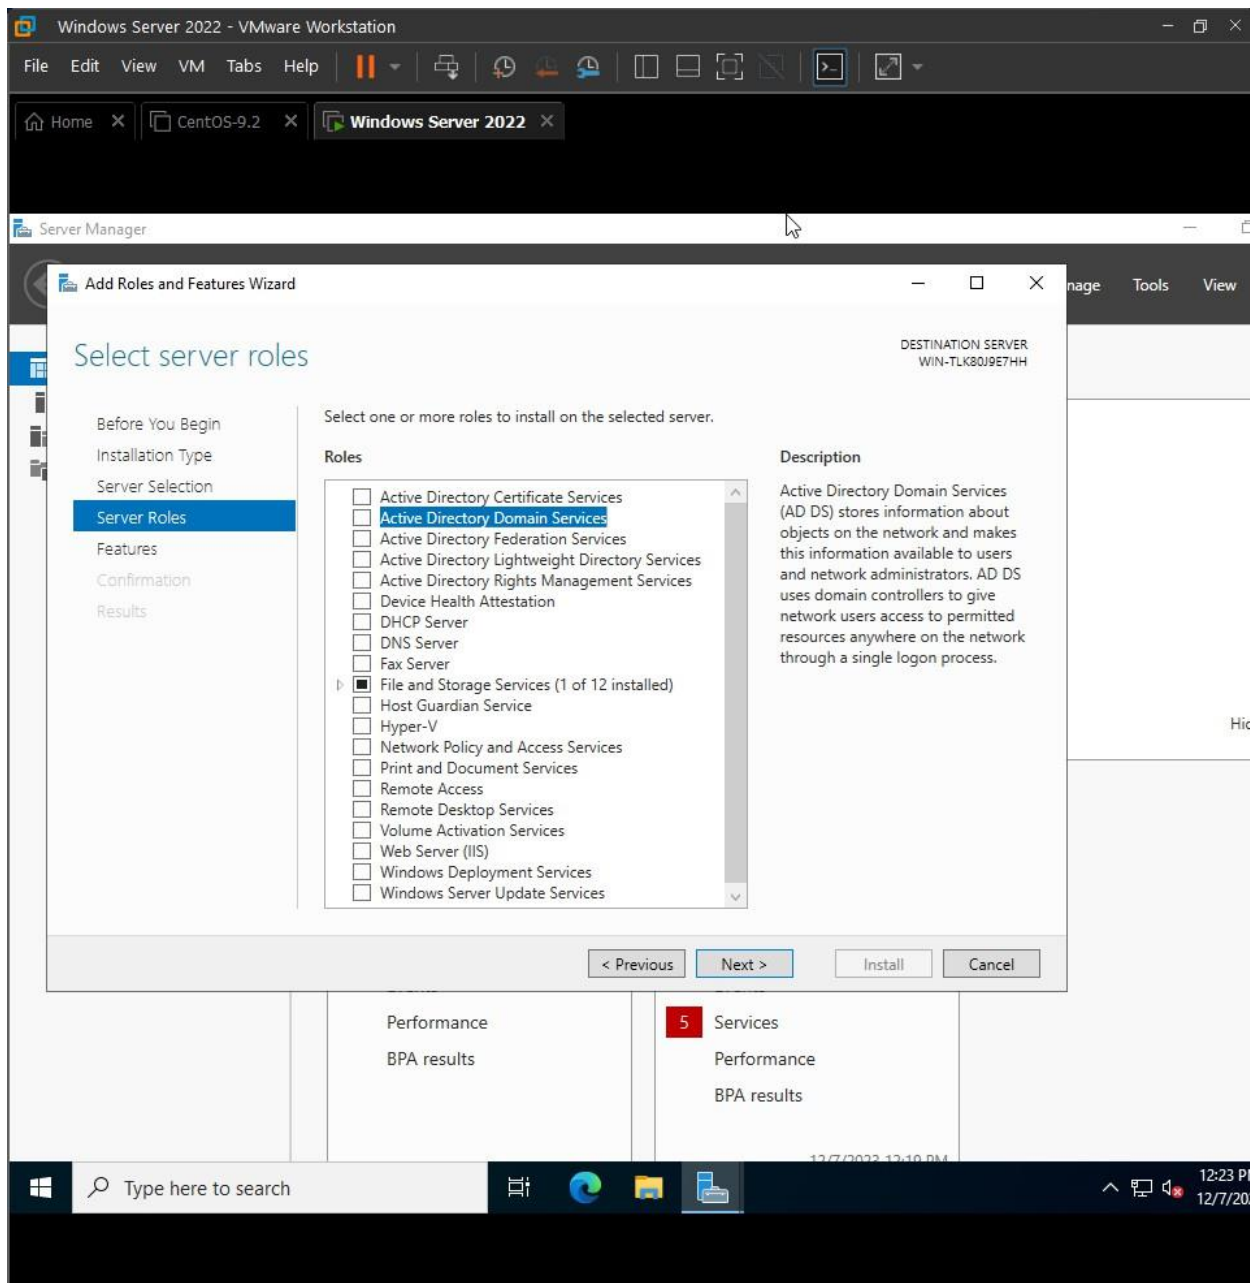 Windows Server 2022 - VMware Workstation
File Edit View VM Tabs Help
Home CentOS-9.2 Windows Server 2022
Server Manager
Add Roles and Features Wizard
Tools View
Select server roles
DESTINATION SERVER
WIN-TLK80J9E7HH
Before You Begin
Installation Type
Server Selection
Server Roles
Features
Confirmation
Results
Select one or more roles to install on the selected server.
Roles
Active Directory Certificate Services
Active Directory Domain Services
Active Directory Federation Services
Active Directory Lightweight Directory Services
Active Directory Rights Management Services
Device Health Attestation
DHCP Server
DNS Server
Fax Server
File and Storage Services (1 of 12 installed)
Host Guardian Service
Hyper-V
Network Policy and Access Services
Print and Document Services
Remote Access
Remote Desktop Services
Volume Activation Services
Web Server (IIS)
Windows Deployment Services
Windows Server Update Services
Description
Active Directory Domain Services
(AD DS) stores information about
objects on the network and makes
this information available to users
and network administrators. AD DS
uses domain controllers to give
network users access to permitted
resources anywhere on the network
through a single logon process.
< Previous Next > Install Cancel
Performance
BPA results
5 Services
Performance
BPA results
12/7/2023 12:19 PM
Type here to search
12:23